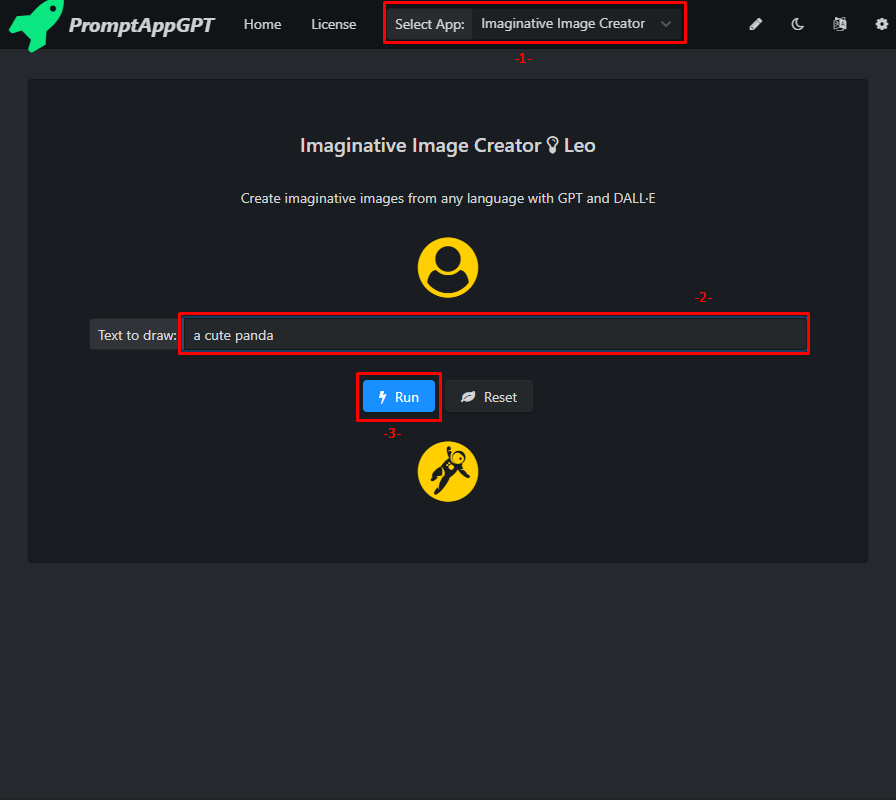 PromptAppGPT Home License Select App: Imaginative Image Creator
-1-
Imaginative Image Creator Leo
Create imaginative images from any language with GPT and DALL·E
-2-
Text to draw: a cute panda
Run Reset
-3-